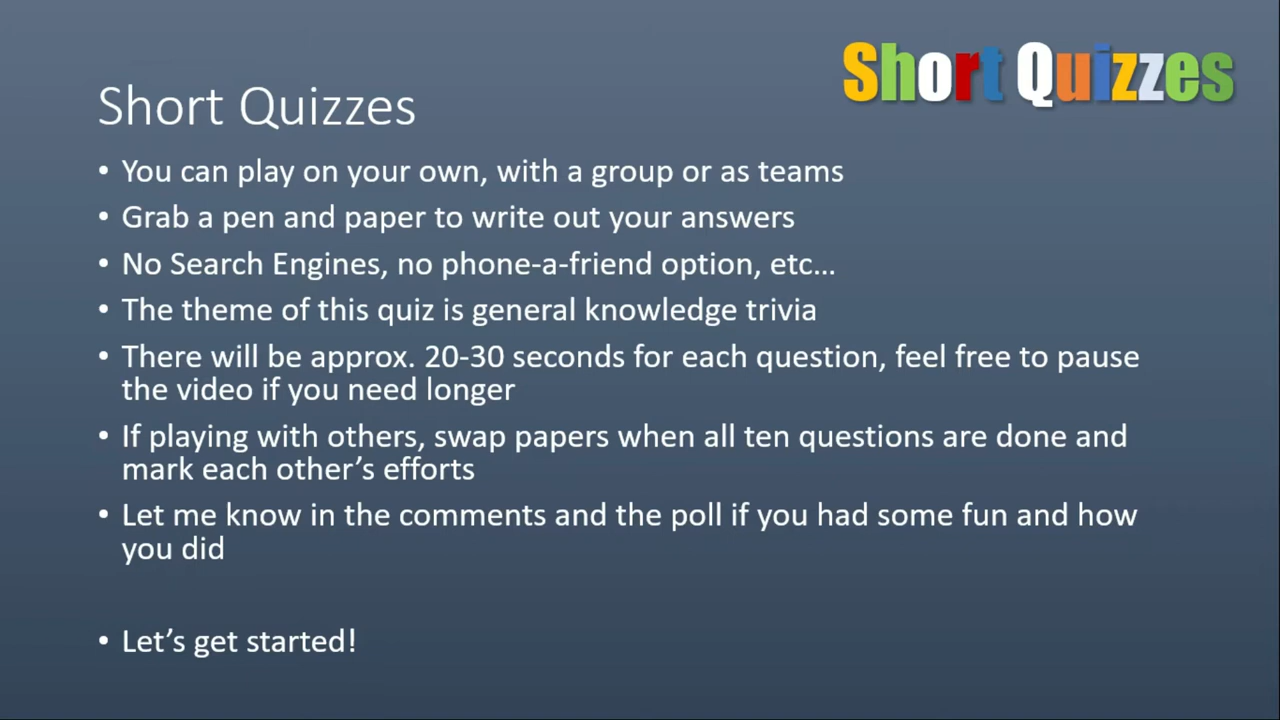 Short Quizzes
Short Quizzes
• You can play on your own, with a group or as teams
• Grab a pen and paper to write out your answers
• No Search Engines, no phone-a-friend option, etc…
• The theme of this quiz is general knowledge trivia
• There will be approx. 20-30 seconds for each question, feel free to pause
the video if you need longer
• If playing with others, swap papers when all ten questions are done and
mark each other’s efforts
• Let me know in the comments and the poll if you had some fun and how
you did
• Let’s get started!